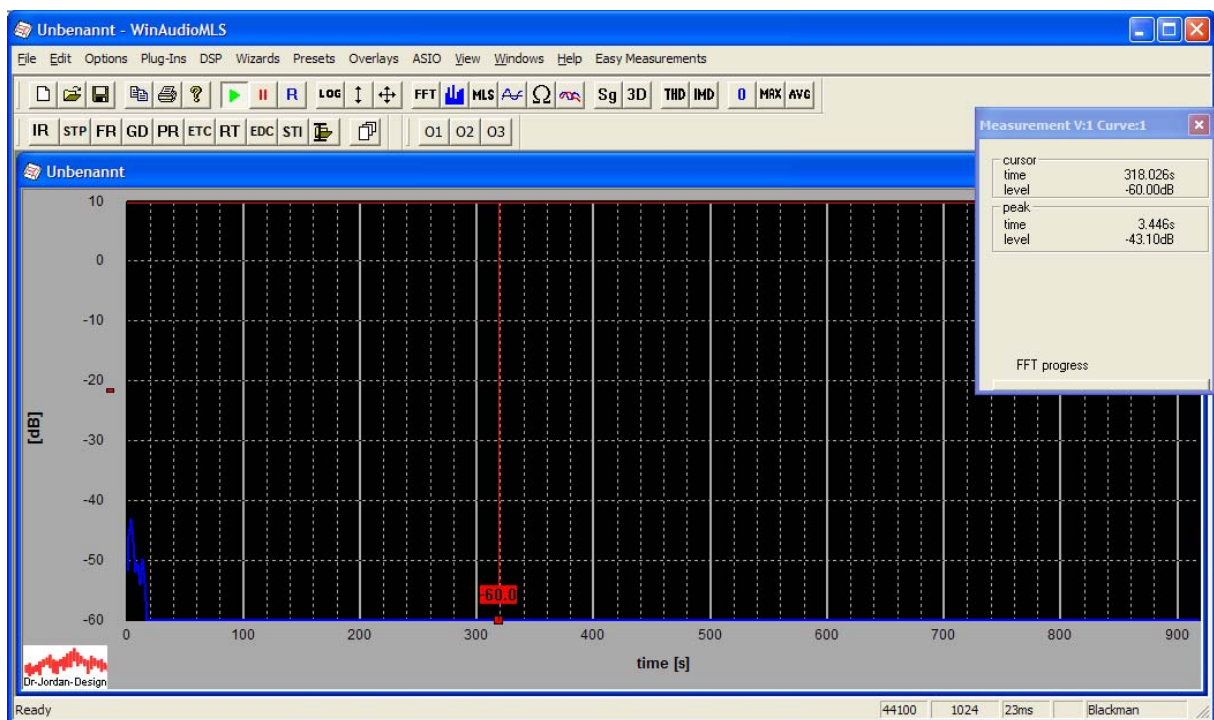 Unbenannt - WinAudioMLS
File Edit Options Plug-Ins DSP Wizards Presets Overlays ASIO View Windows Help Easy Measurements
? R LOG FFT MLS Ω Sg 3D THD IMD 0 MAX AVG
IR STP FR GD PR ETC RT EDC STI O1 O2 O3
Measurement V:1 Curve:1
cursor
time 318.026s
level -60.00dB
peak
time 3.446s
level -43.10dB
FFT progress
Unbenannt
10
0
-10
-20
-30
-40
-50
-60
[dB]
-60.0
0 100 200 300 400 500 600 700 800 900
time [s]
Dr-Jordan-Design
Ready 44100 1024 23ms Blackman